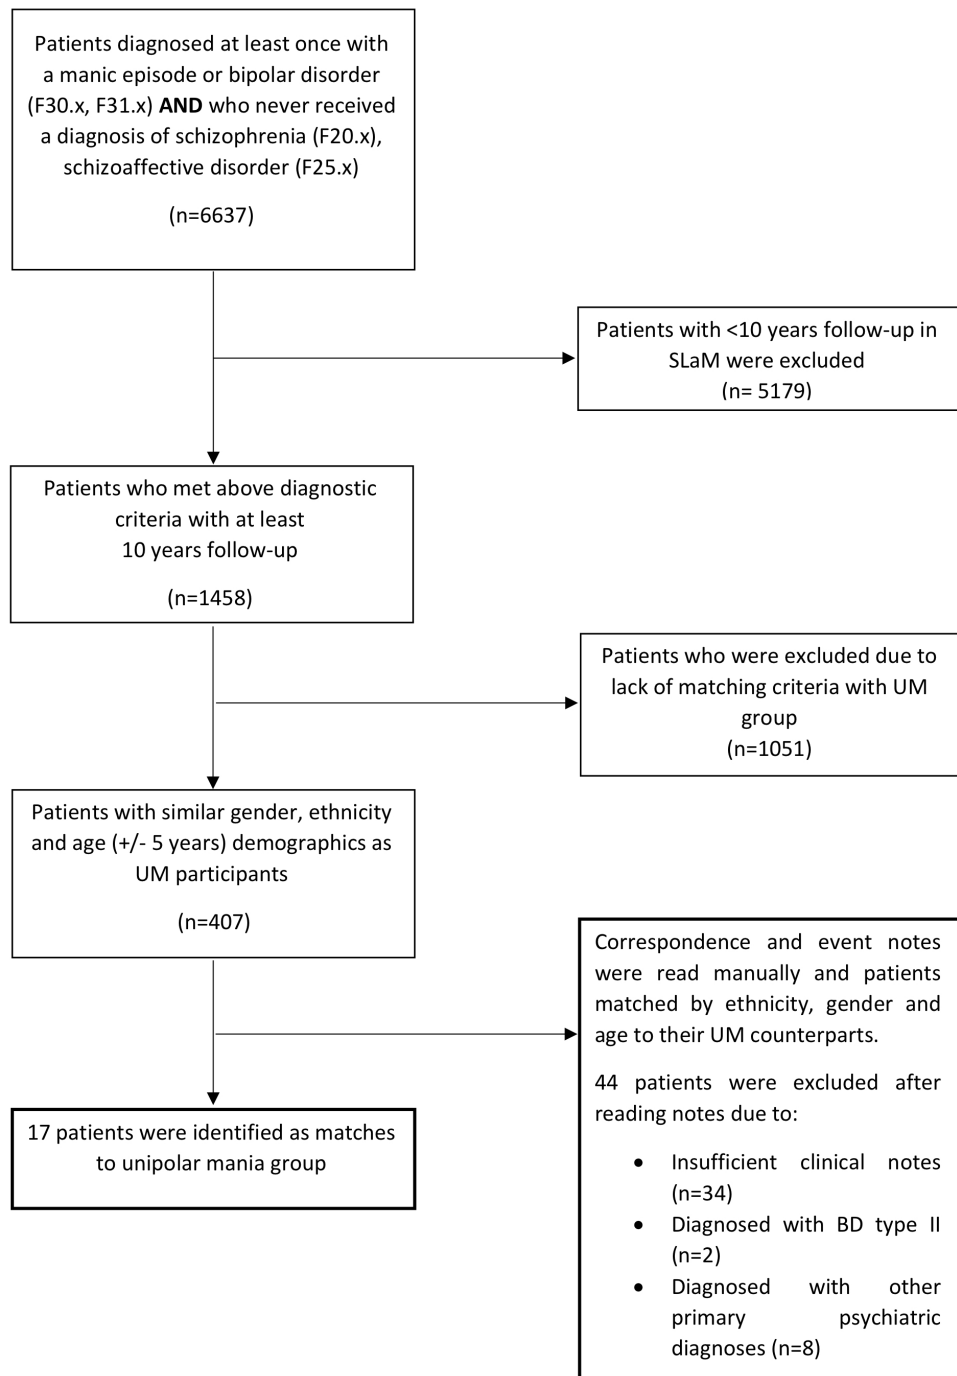 Patients diagnosed at least once with
a manic episode or bipolar disorder
(F30.x, F31.x) AND who never received
a diagnosis of schizophrenia (F20.x),
schizoaffective disorder (F25.x)
(n=6637)
Patients with <10 years follow-up in
SLaM were excluded
(n= 5179)
Patients who met above diagnostic
criteria with at least
10 years follow-up
(n=1458)
Patients who were excluded due to
lack of matching criteria with UM
group
(n=1051)
Patients with similar gender, ethnicity
and age (+/- 5 years) demographics as
UM participants
(n=407)
Correspondence and event notes
were read manually and patients
matched by ethnicity, gender and
age to their UM counterparts.
44 patients were excluded after
reading notes due to:
• Insufficient clinical notes
(n=34)
• Diagnosed with BD type II
(n=2)
• Diagnosed with other
primary psychiatric
diagnoses (n=8)
17 patients were identified as matches
to unipolar mania group